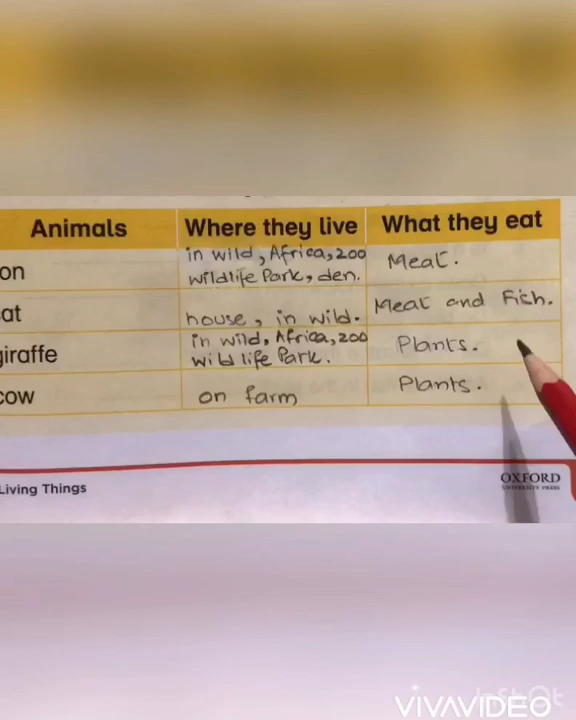 Animals Where they live What they eat
on in wild, Africa, zoo Meat.
wildlife Park, den.
at house, in wild. Meat and Fish.
giraffe in wild, Africa, zoo Plants.
wild life Park.
cow on farm Plants.
Living Things
OXFORD
UNIVERSITY PRESS
VIVAVIDEO